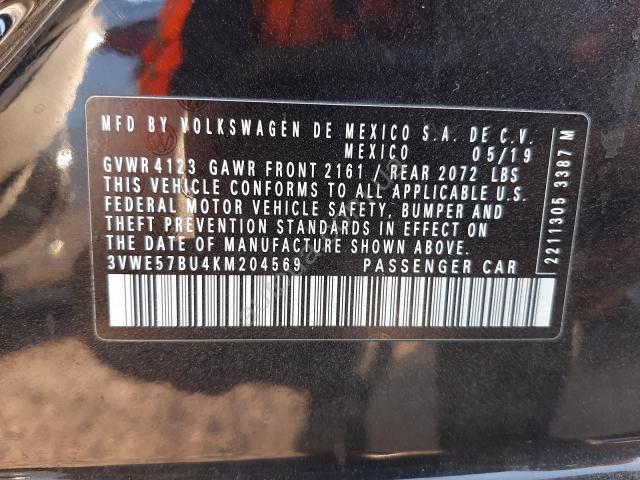 MFD BY VOLKSWAGEN DE MEXICO S.A. DE C.V.
MEXICO 05/19
GVWR 4123 GAWR FRONT 2161 / REAR 2072 LBS
THIS VEHICLE CONFORMS TO ALL APPLICABLE U.S.
FEDERAL MOTOR VEHICLE SAFETY, BUMPER AND
THEFT PREVENTION STANDARDS IN EFFECT ON
THE DATE OF MANUFACTURE SHOWN ABOVE.
3VWE57BU4KM204569 PASSENGER CAR
2211305 3387 M